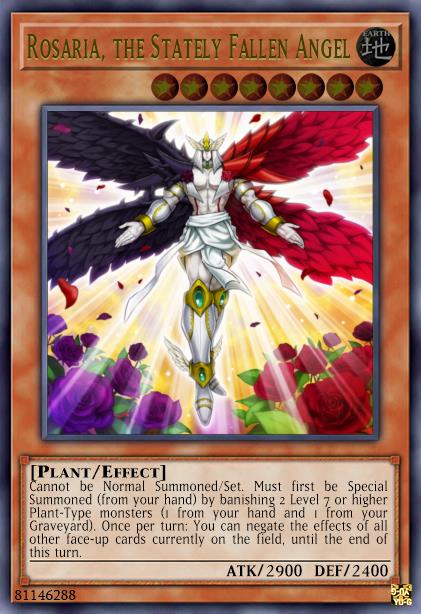 Rosaria, the Stately Fallen Angel
EARTH
地
[Plant/Effect]
Cannot be Normal Summoned/Set. Must first be Special
Summoned (from your hand) by banishing 2 Level 7 or higher
Plant-Type monsters (1 from your hand and 1 from your
Graveyard). Once per turn: You can negate the effects of all
other face-up cards currently on the field, until the end of
this turn.
ATK/2900 DEF/2400
81146288